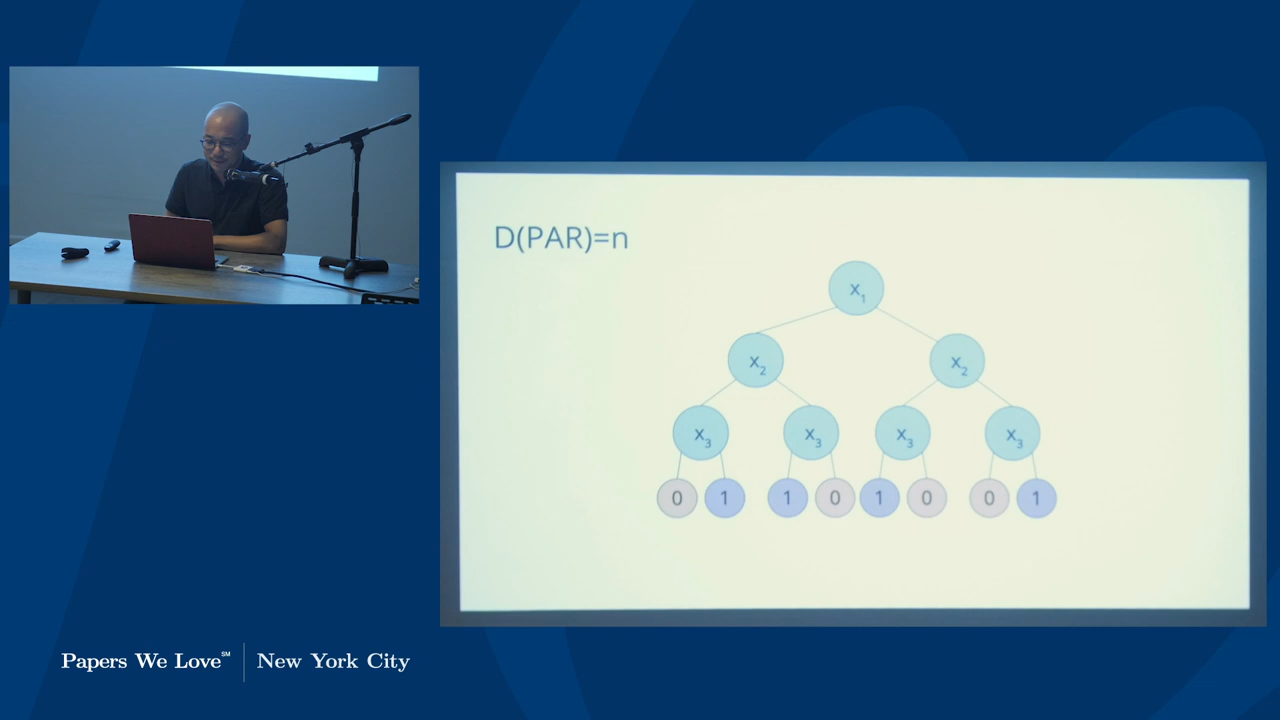 D(PAR)=n
x₁
x₂ x₂
x₃ x₃ x₃ x₃
0 1 1 0 1 0 0 1
Papers We Love℠ New York City